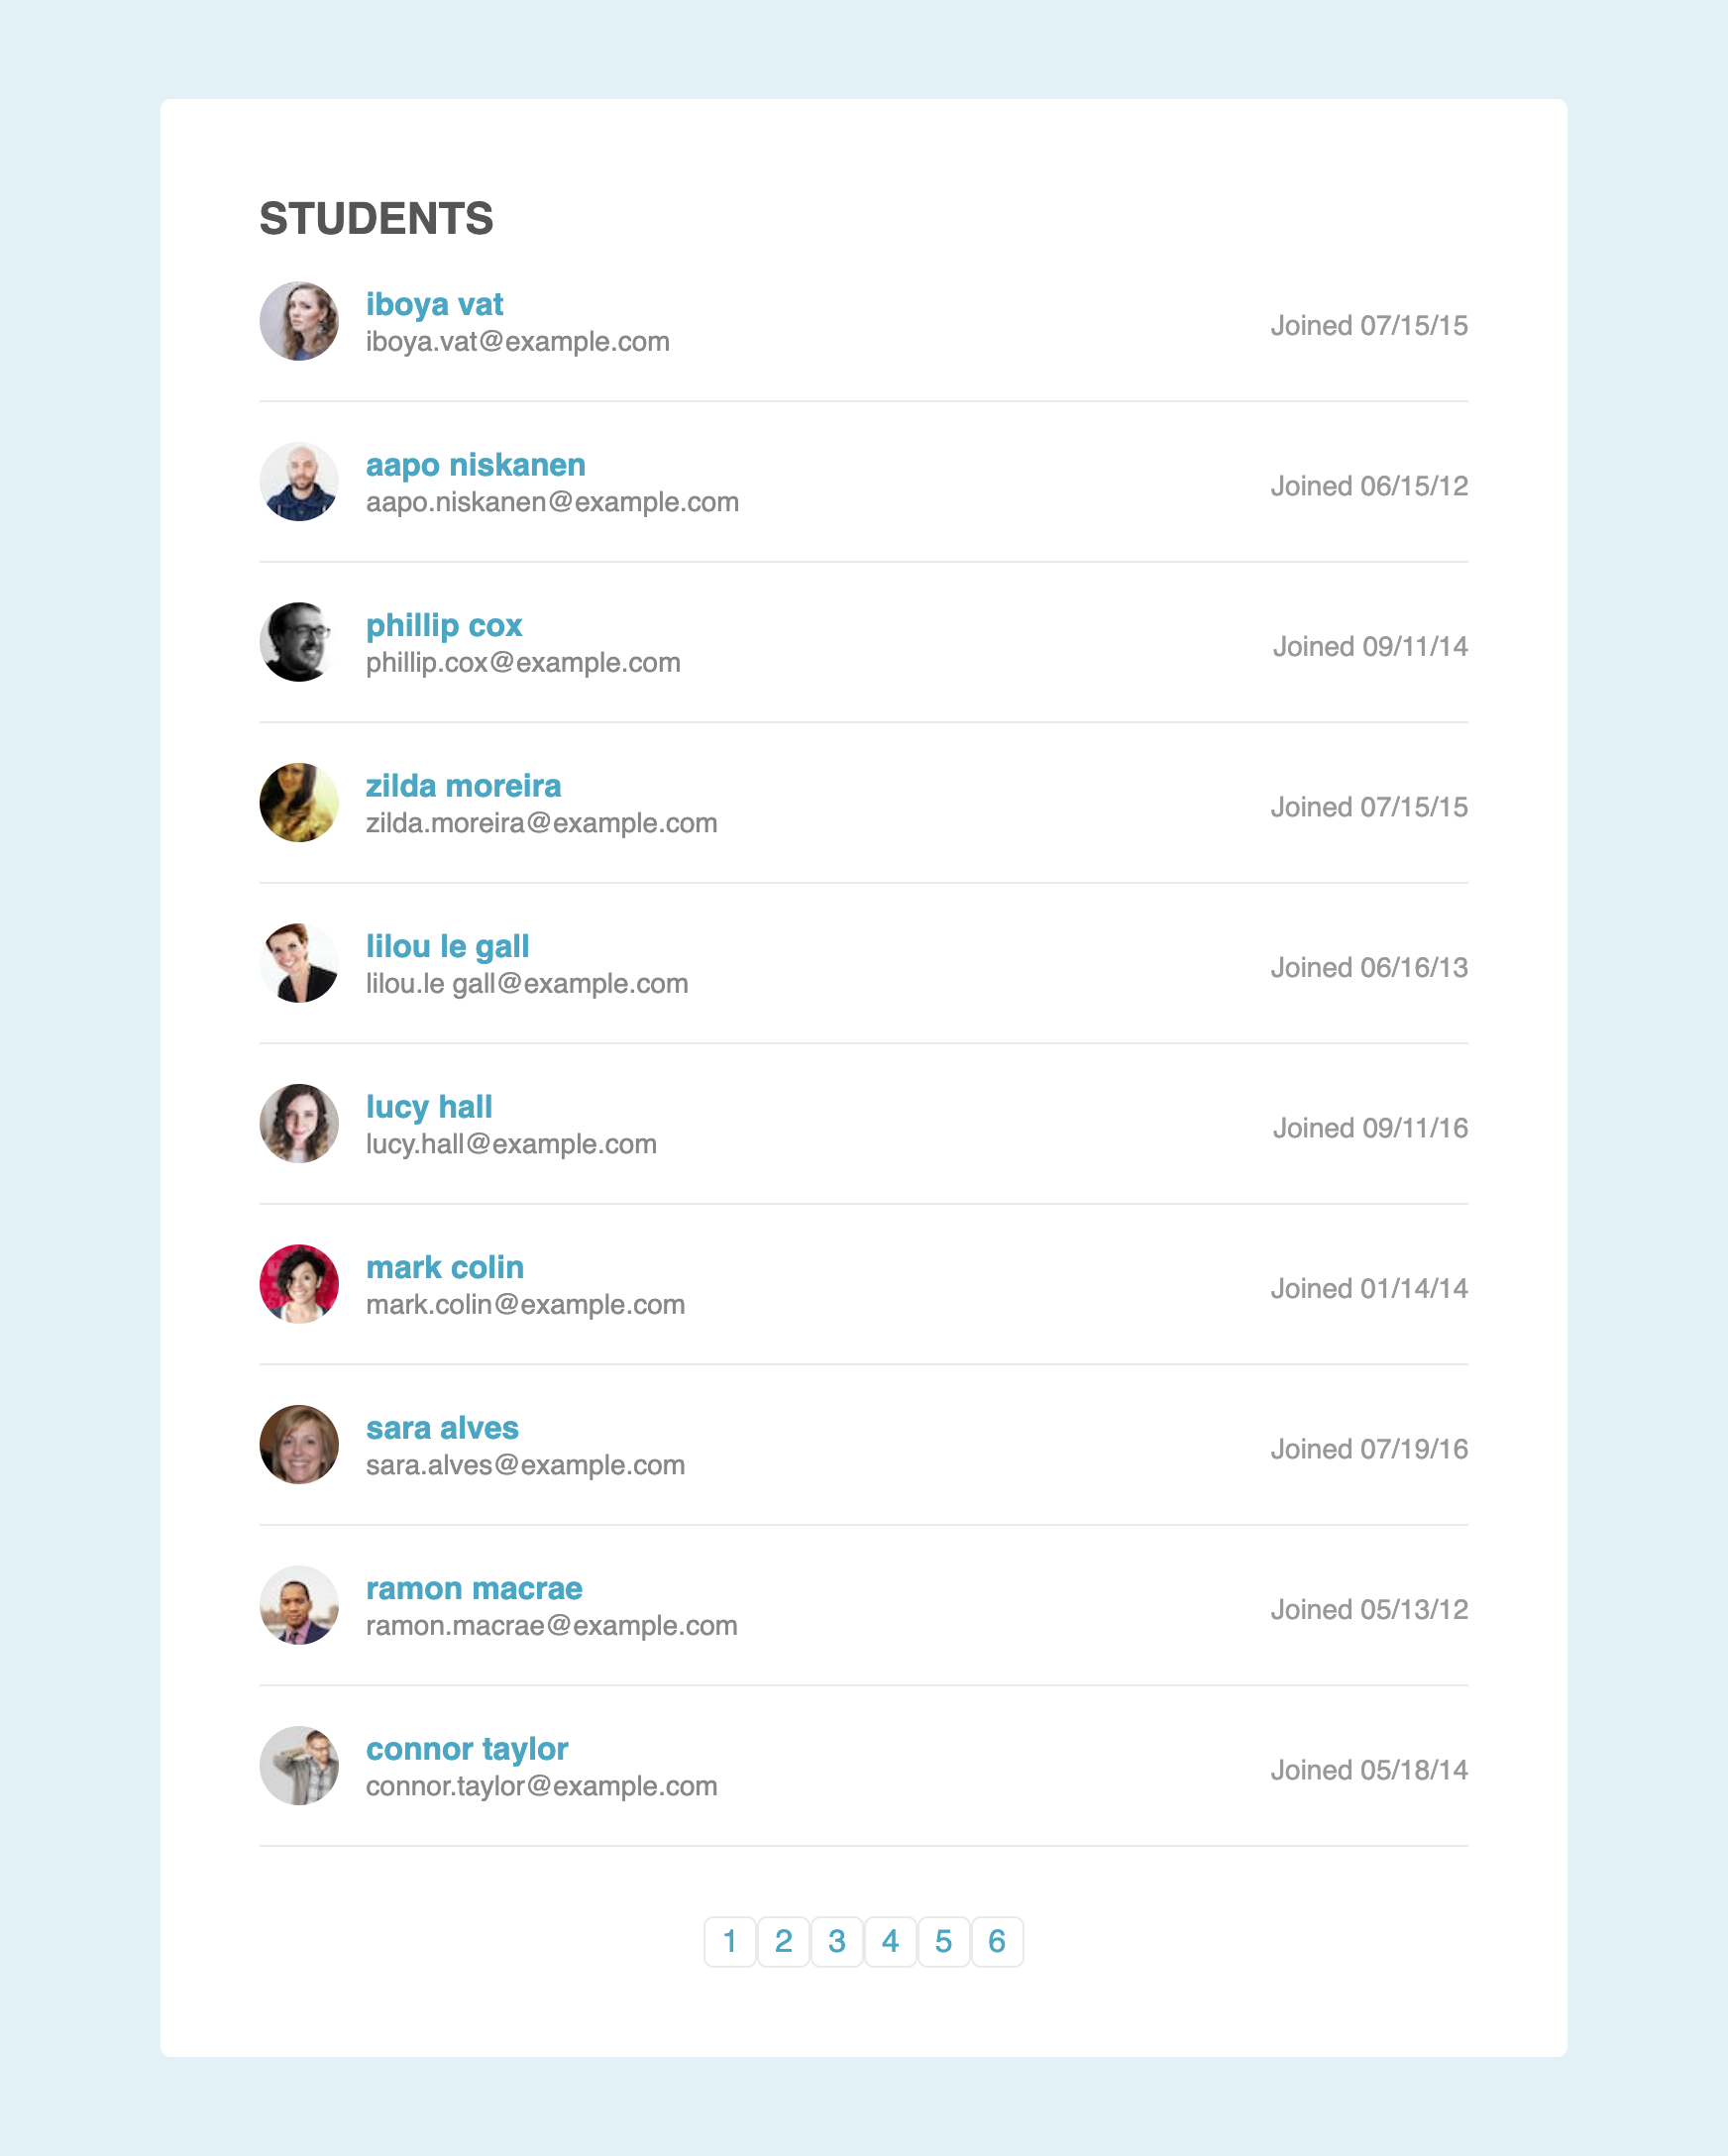 STUDENTS
iboya vat
iboya.vat@example.com
Joined 07/15/15
aapo niskanen
aapo.niskanen@example.com
Joined 06/15/12
phillip cox
phillip.cox@example.com
Joined 09/11/14
zilda moreira
zilda.moreira@example.com
Joined 07/15/15
lilou le gall
lilou.le gall@example.com
Joined 06/16/13
lucy hall
lucy.hall@example.com
Joined 09/11/16
mark colin
mark.colin@example.com
Joined 01/14/14
sara alves
sara.alves@example.com
Joined 07/19/16
ramon macrae
ramon.macrae@example.com
Joined 05/13/12
connor taylor
connor.taylor@example.com
Joined 05/18/14
1 2 3 4 5 6